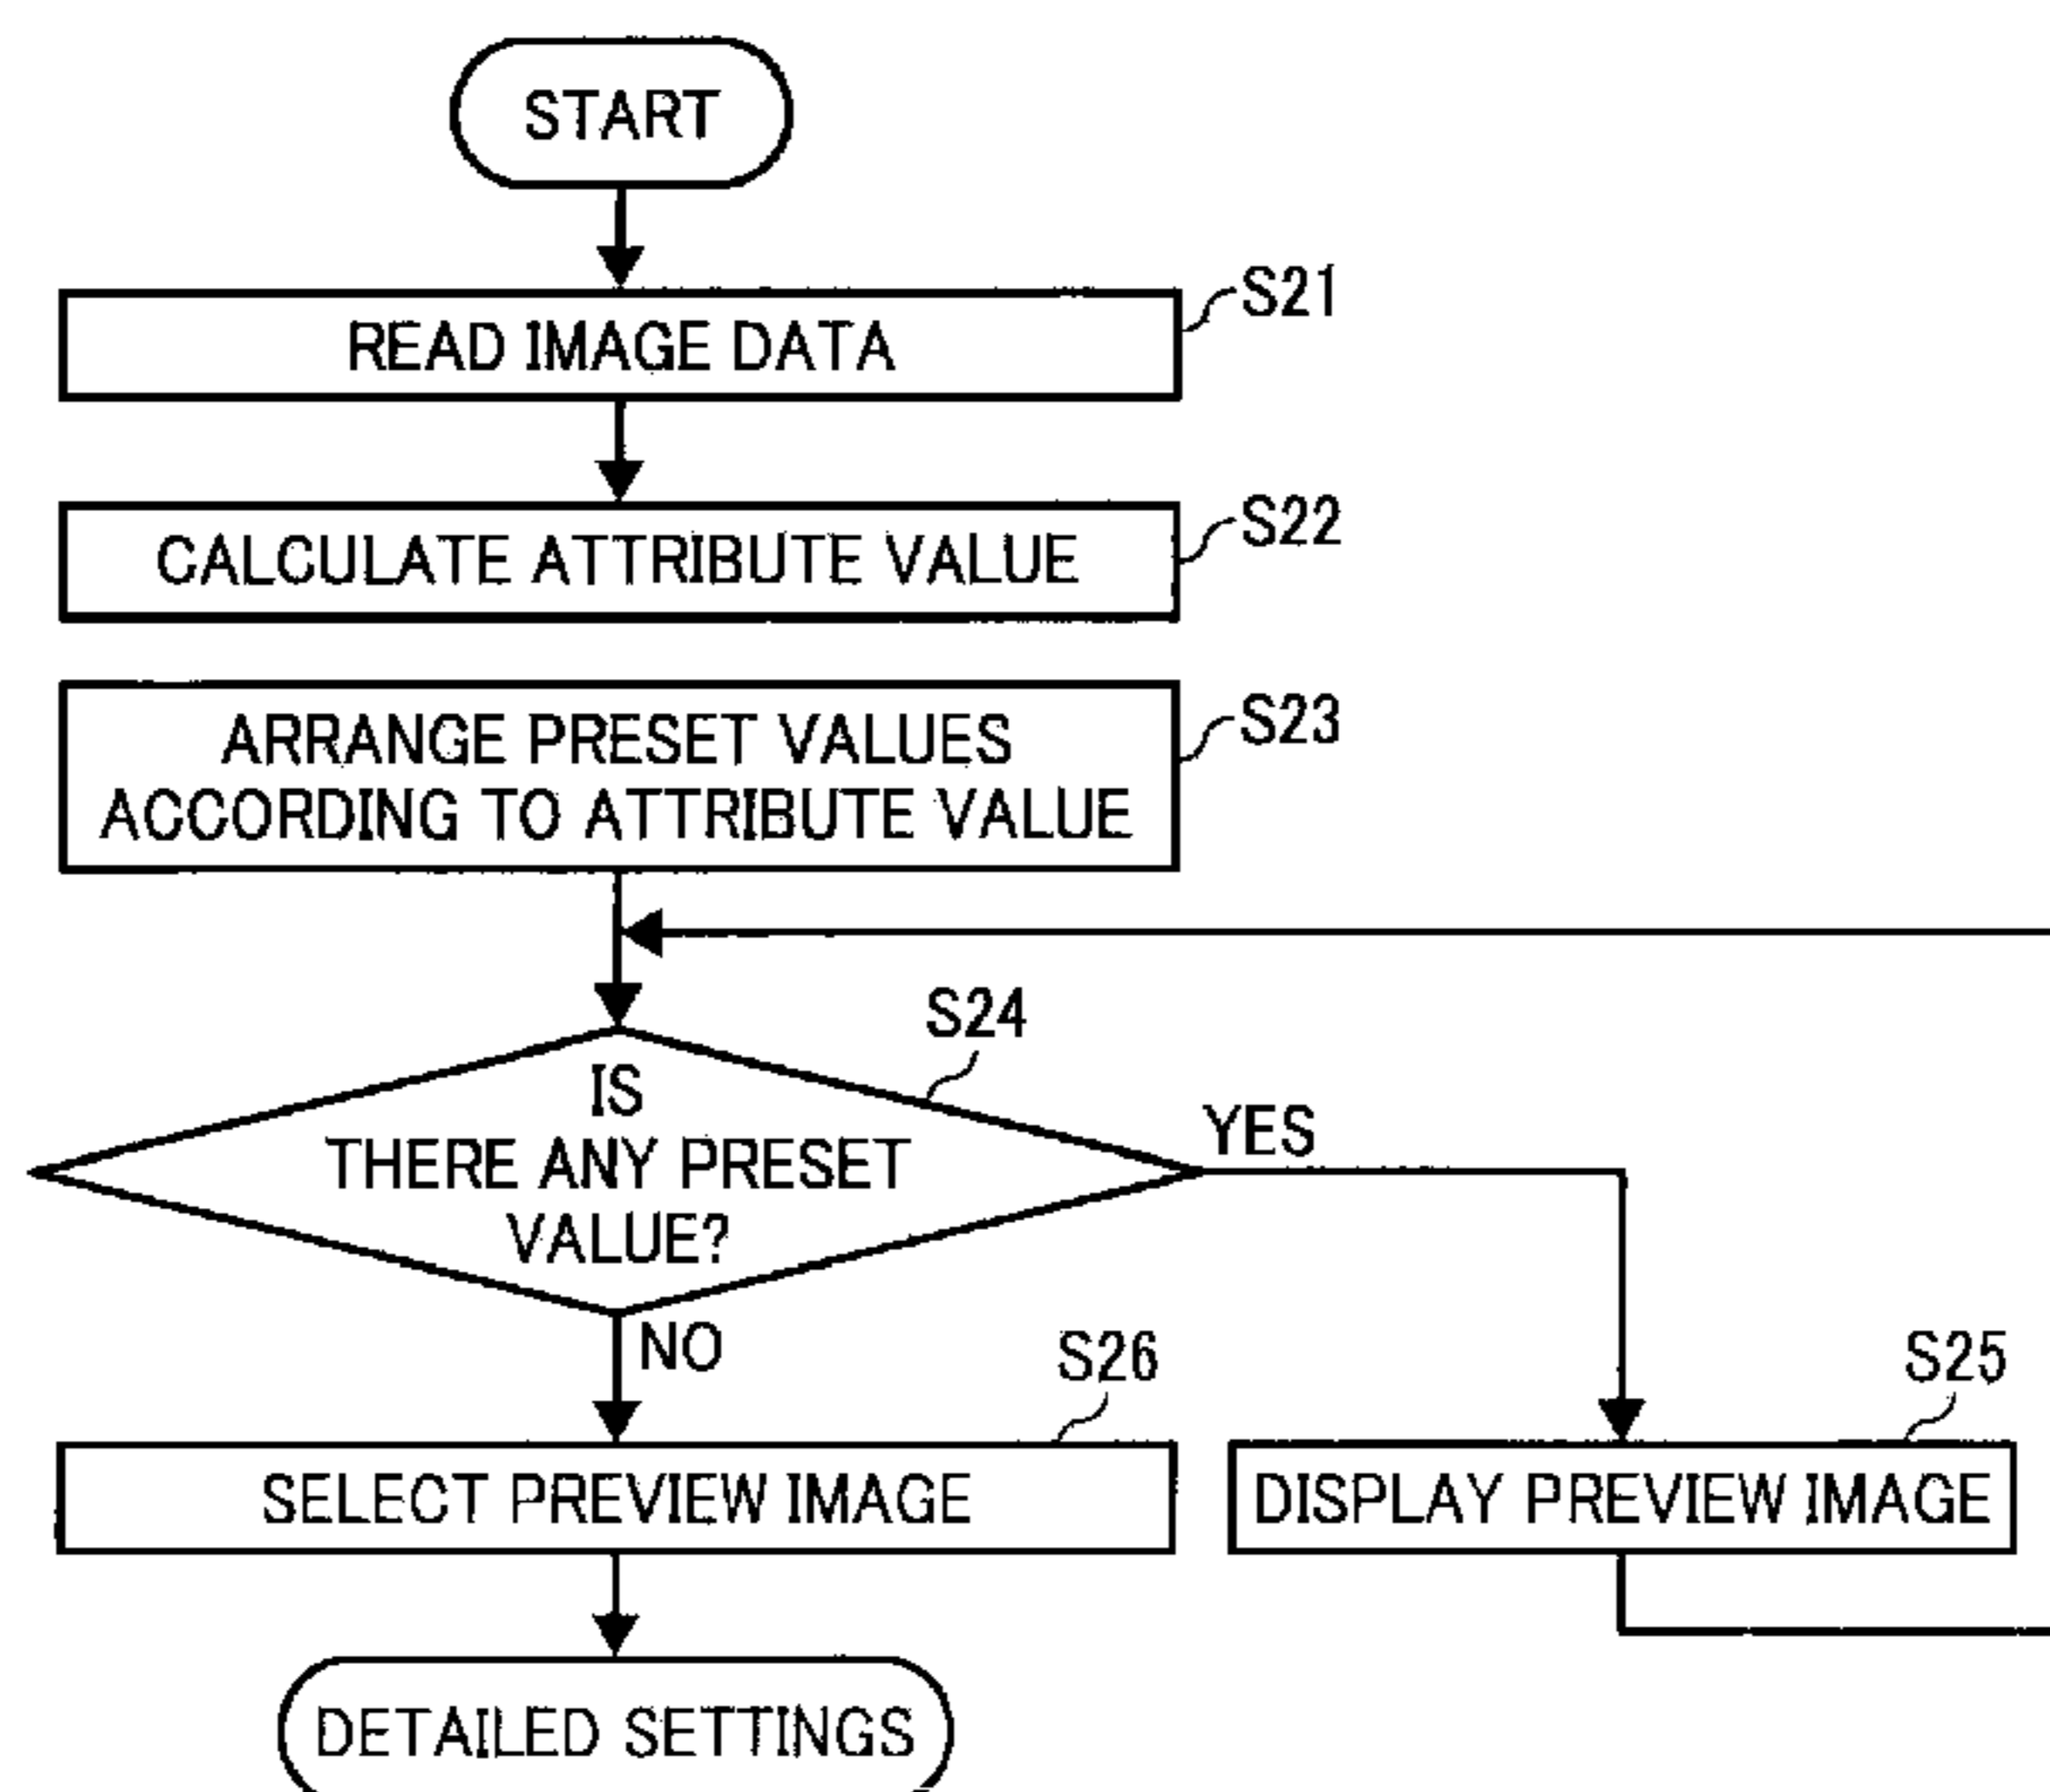 START
READ IMAGE DATA
S21
CALCULATE ATTRIBUTE VALUE
S22
ARRANGE PRESET VALUES
ACCORDING TO ATTRIBUTE VALUE
S23
S24
IS
THERE ANY PRESET
VALUE?
YES
NO
S26
SELECT PREVIEW IMAGE
S25
DISPLAY PREVIEW IMAGE
DETAILED SETTINGS